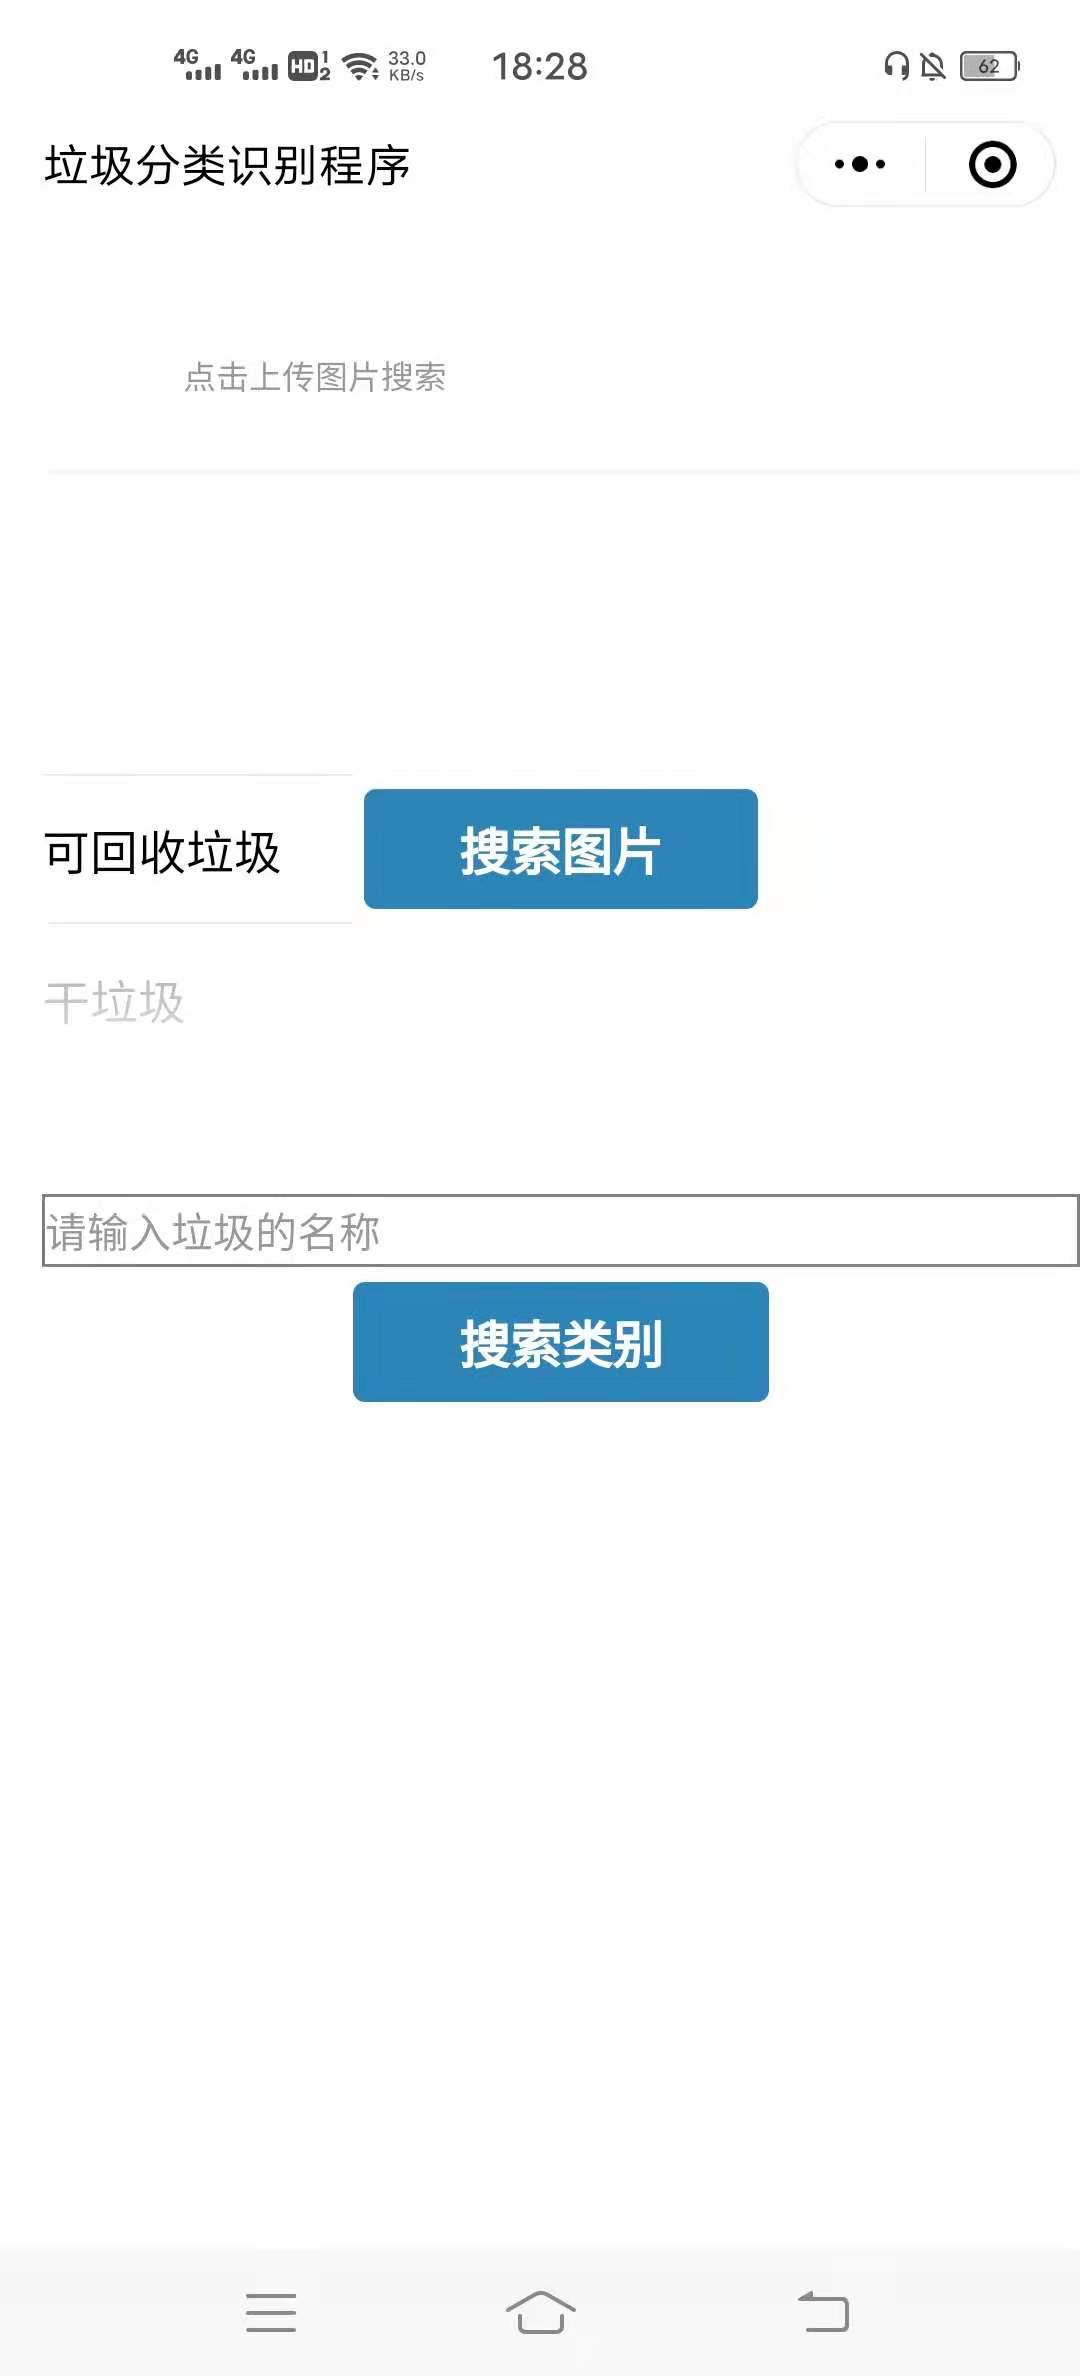 4G 4G HD 1 2 33.0 KB/s 18:28 62
垃圾分类识别程序
点击上传图片搜索
可回收垃圾 搜索图片
干垃圾
请输入垃圾的名称
搜索类别